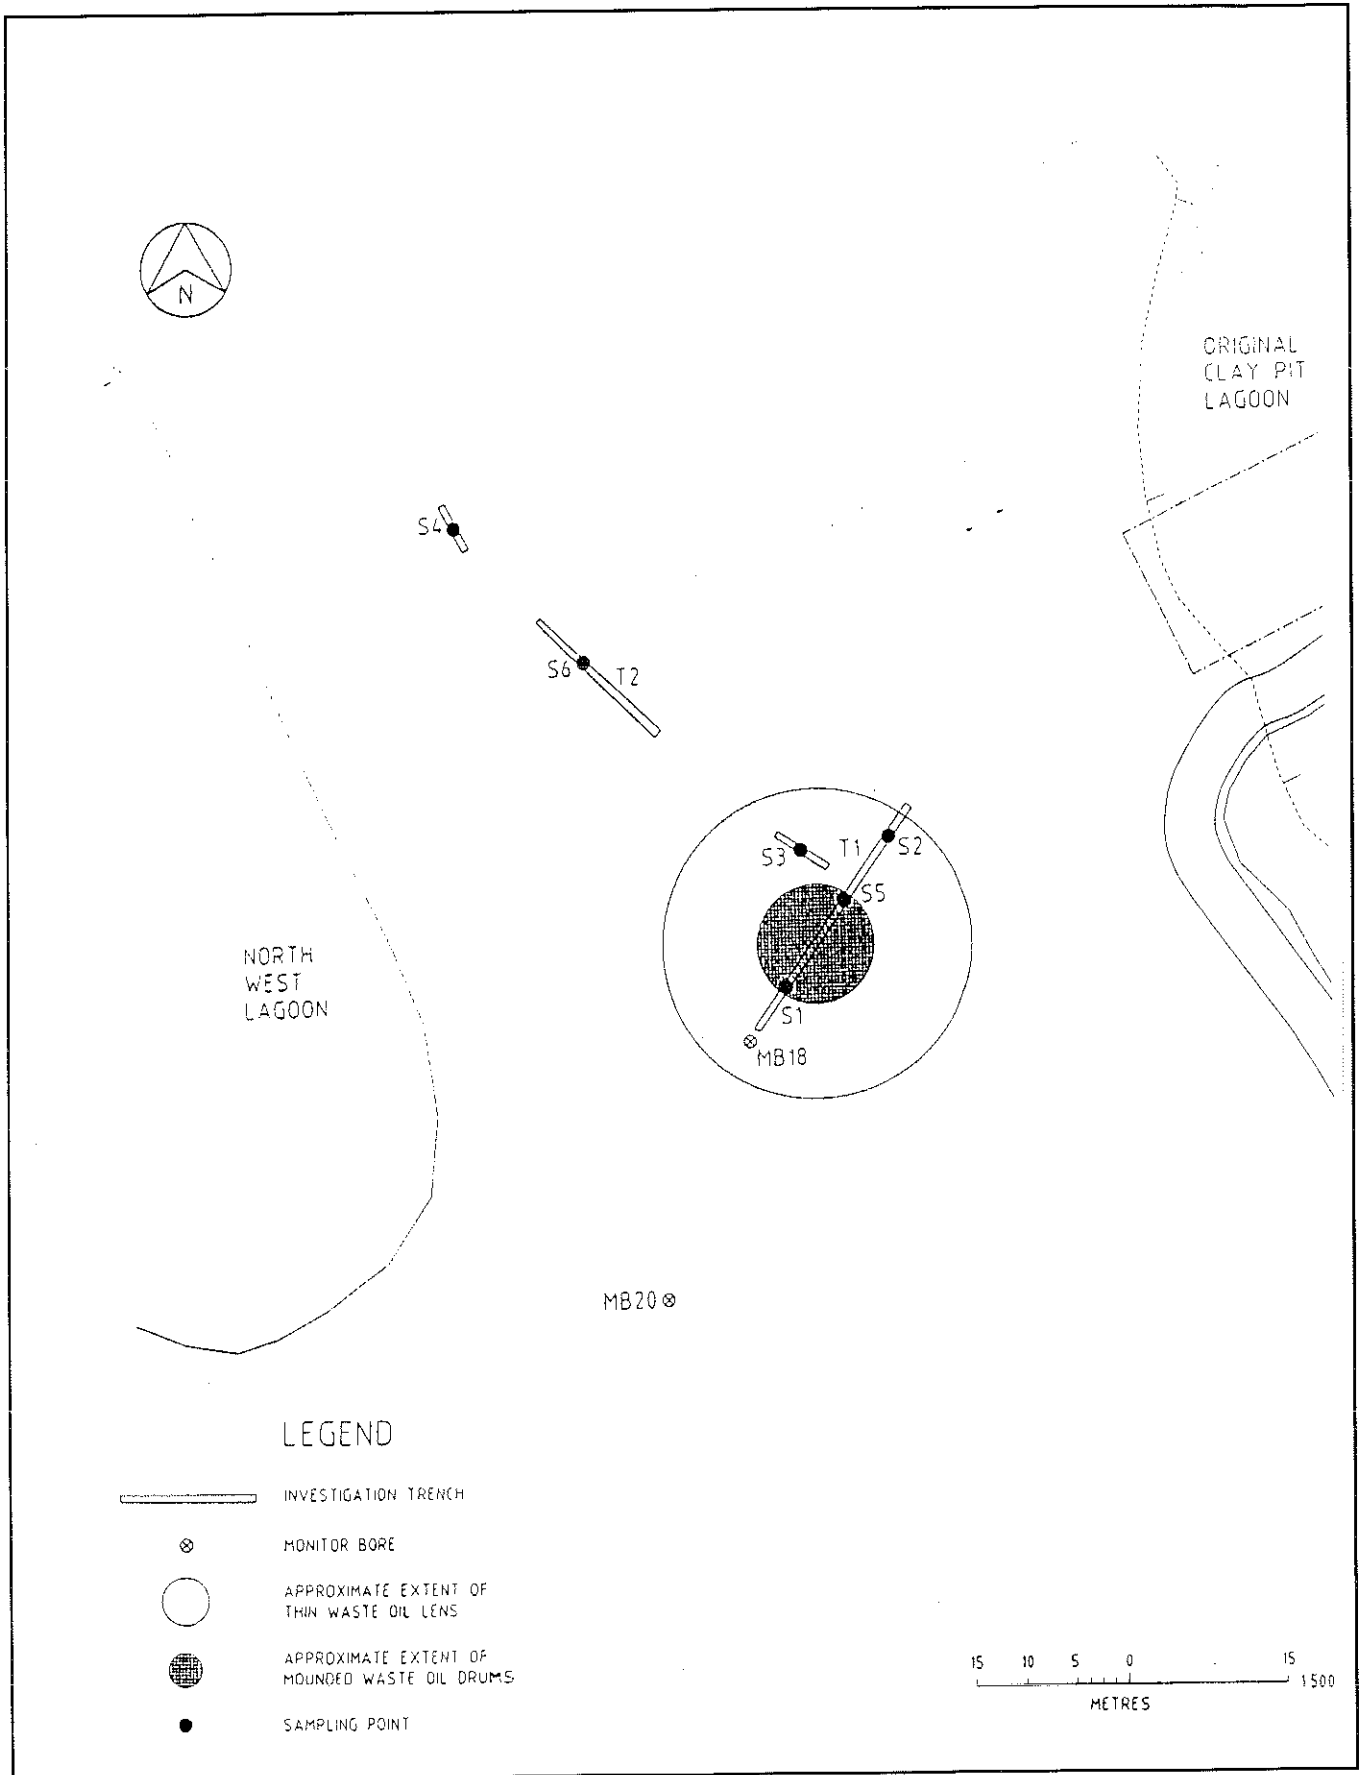 N
ORIGINAL
CLAY PIT
LAGOON
S4
S6
T2
S3
T1
S2
S5
NORTH
WEST
LAGOON
S1
MB18
MB20
LEGEND
INVESTIGATION TRENCH
MONITOR BORE
APPROXIMATE EXTENT OF
THIN WASTE OIL LENS
APPROXIMATE EXTENT OF
MOUNDED WASTE OIL DRUMS
SAMPLING POINT
15 10 5 0 15
1 500
METRES